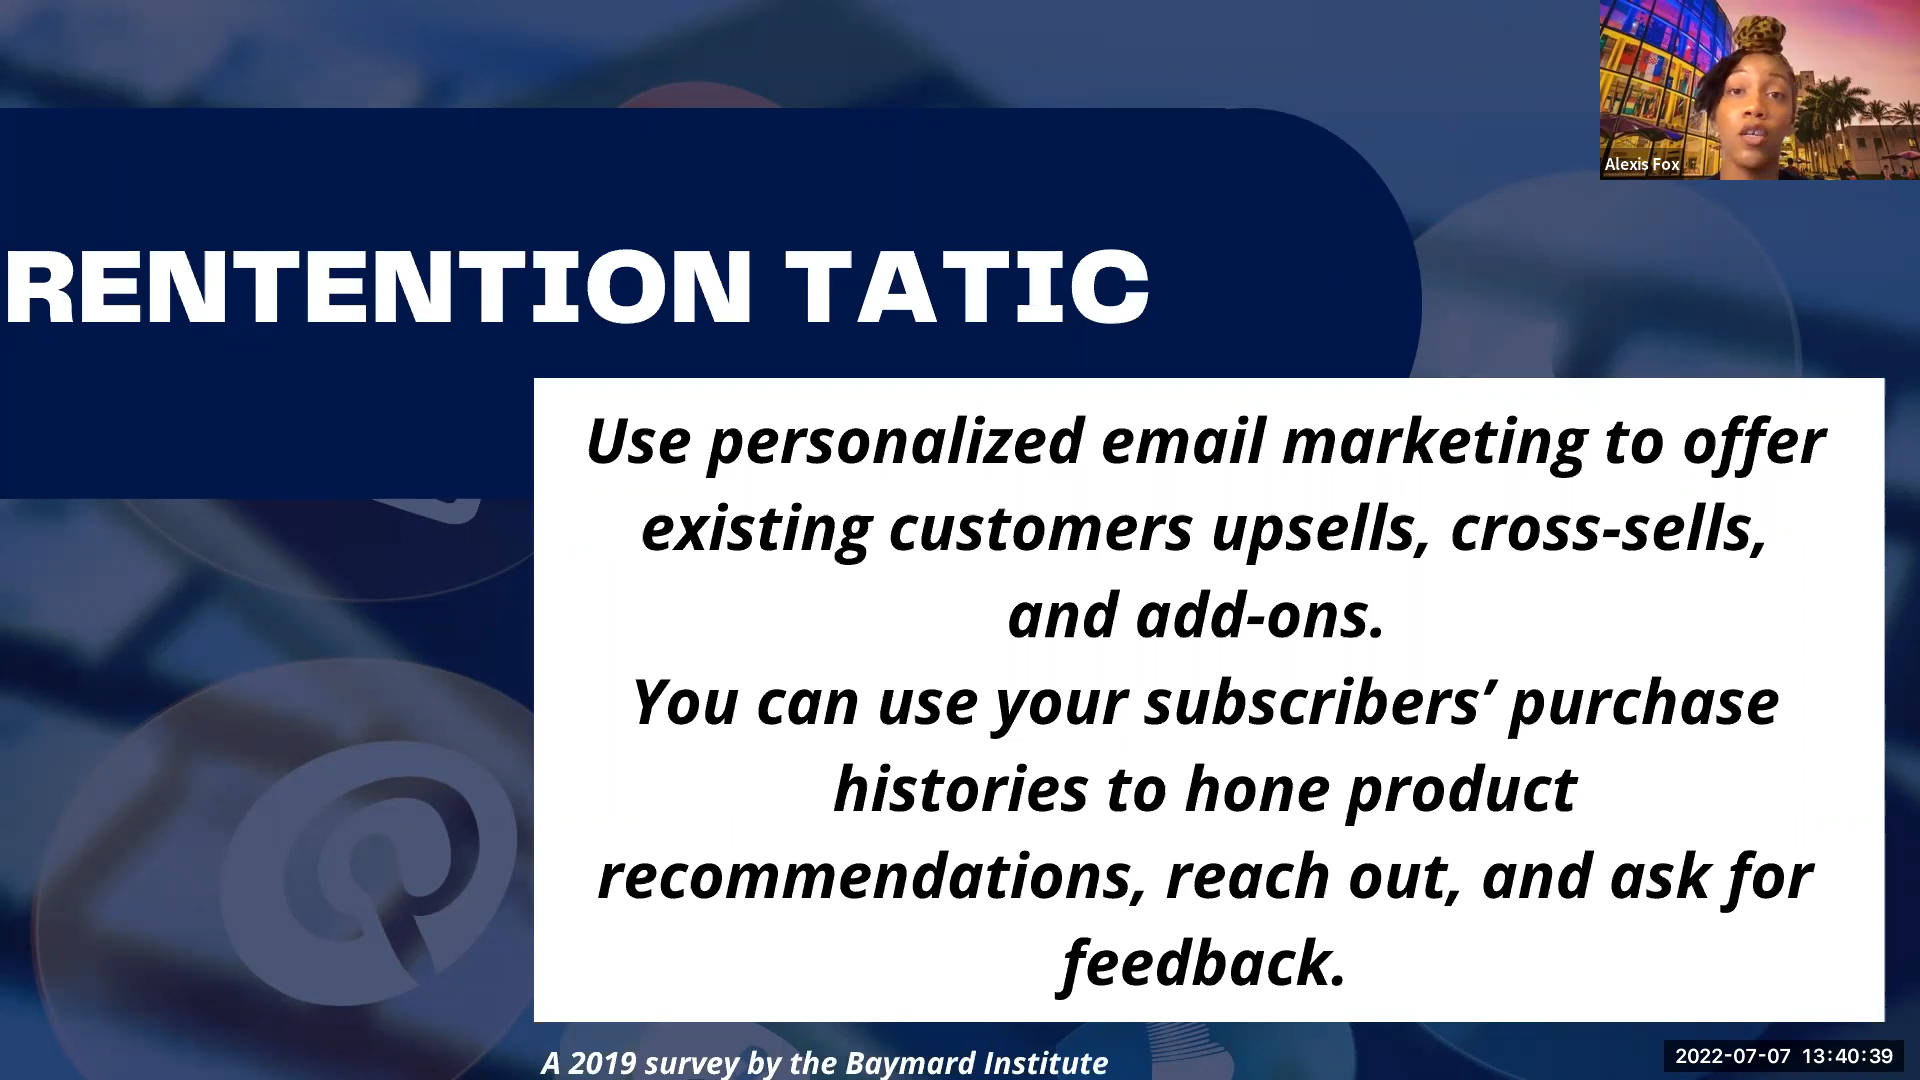 Alexis Fox
RENTENTION TATIC
Use personalized email marketing to offer
existing customers upsells, cross-sells,
and add-ons.
You can use your subscribers’ purchase
histories to hone product
recommendations, reach out, and ask for
feedback.
A 2019 survey by the Baymard Institute
2022-07-07 13:40:39